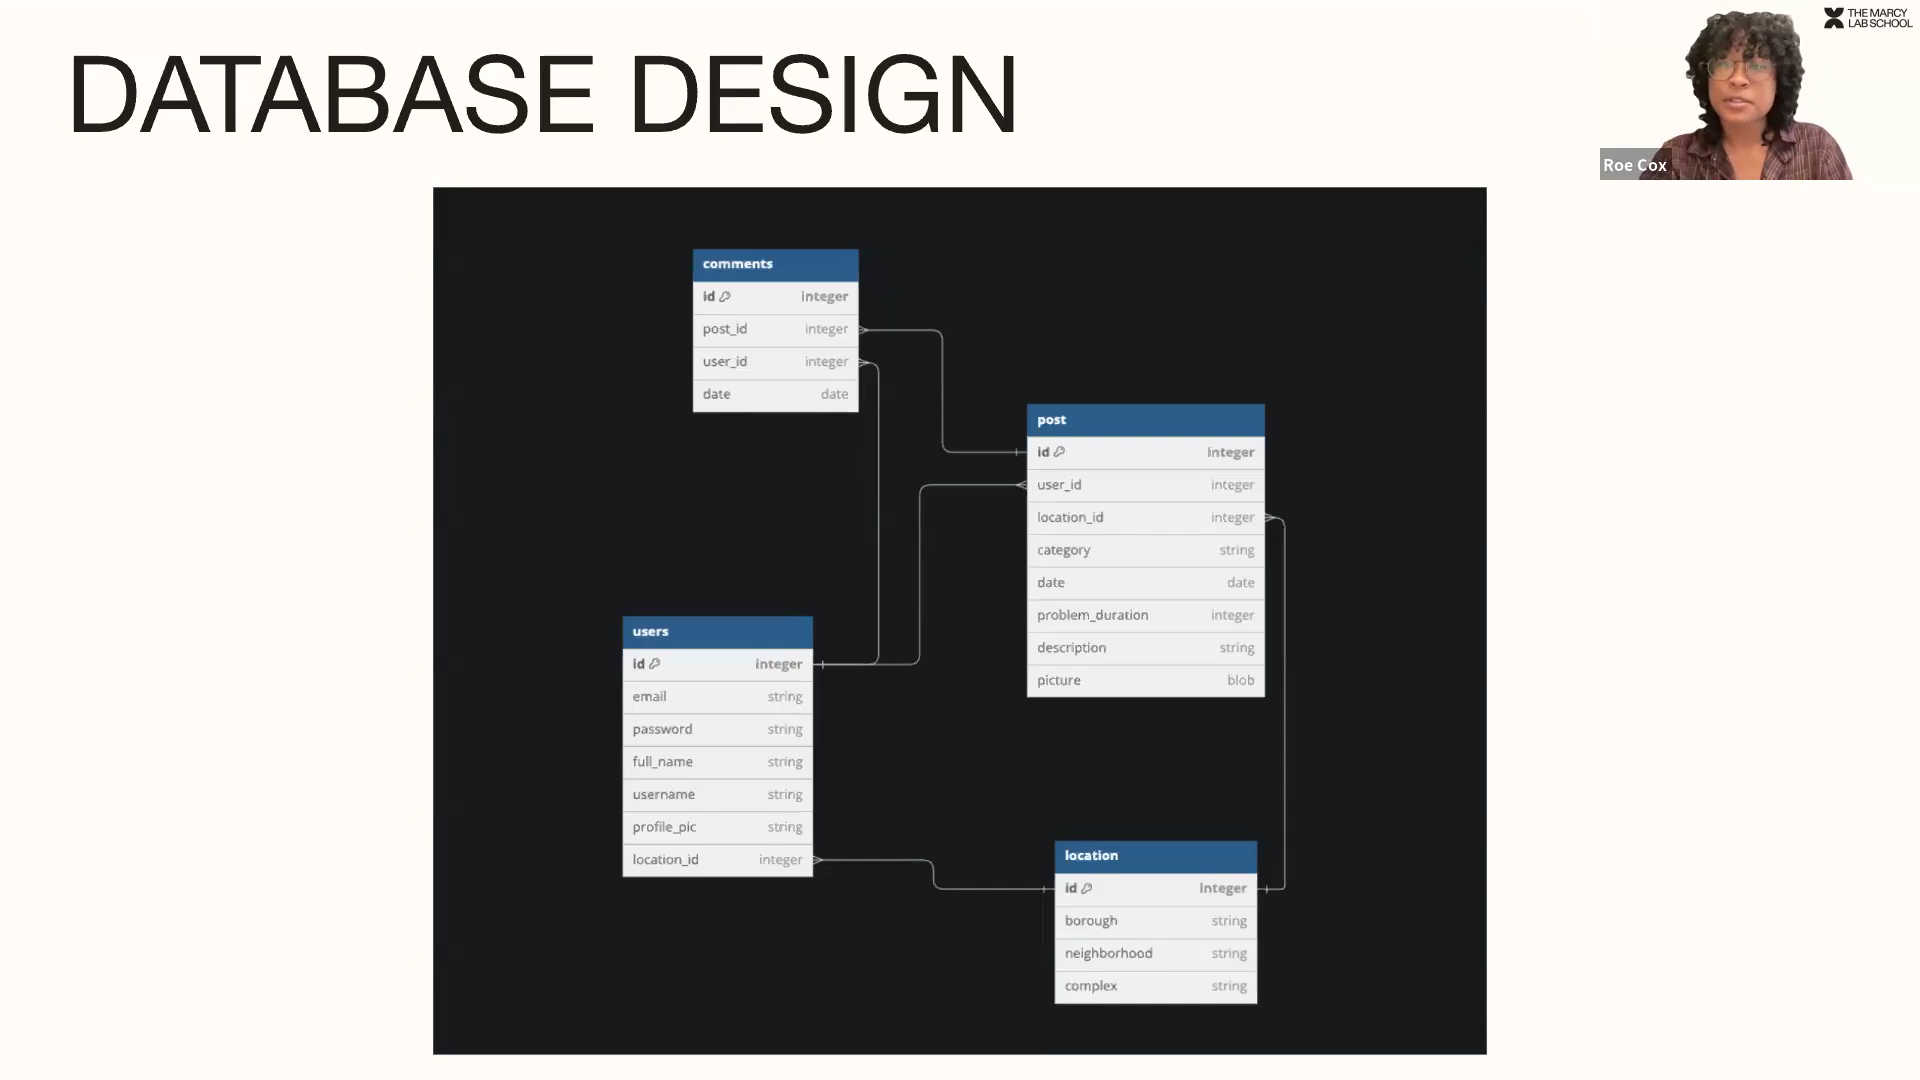 DATABASE DESIGN
THE MARCY
LAB SCHOOL
Roe Cox
comments
id integer
post_id integer
user_id integer
date date
post
id integer
user_id integer
location_id integer
category string
date date
problem_duration integer
description string
picture blob
users
id integer
email string
password string
full_name string
username string
profile_pic string
location_id integer
location
id integer
borough string
neighborhood string
complex string